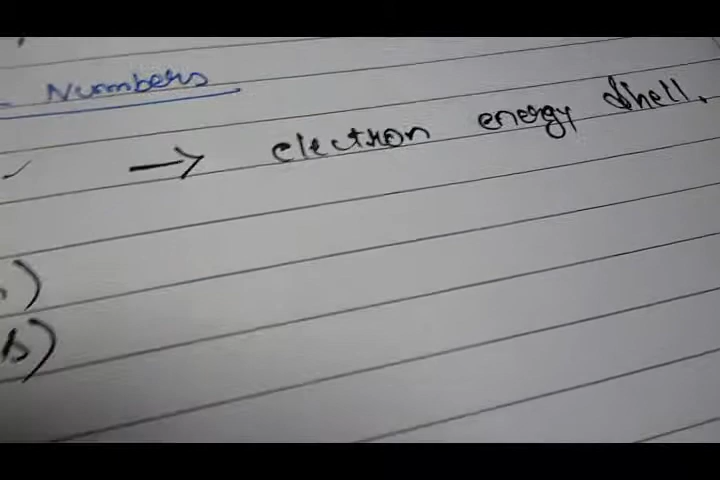 - Numbers
✓ → electron energy shell.
)
s)